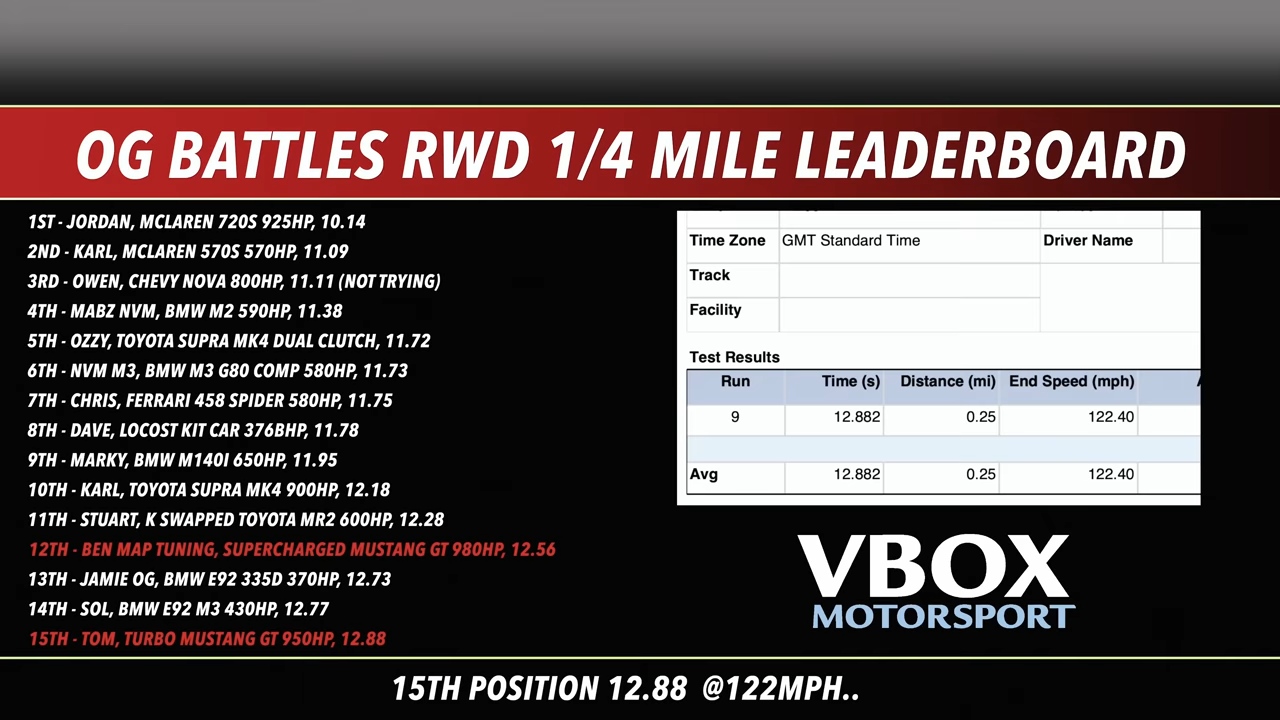 OG BATTLES RWD 1/4 MILE LEADERBOARD
1ST - JORDAN, MCLAREN 720S 925HP, 10.14
2ND - KARL, MCLAREN 570S 570HP, 11.09
3RD - OWEN, CHEVY NOVA 800HP, 11.11 (NOT TRYING)
4TH - MABZ NVM, BMW M2 590HP, 11.38
5TH - OZZY, TOYOTA SUPRA MK4 DUAL CLUTCH, 11.72
6TH - NVM M3, BMW M3 G80 COMP 580HP, 11.73
7TH - CHRIS, FERRARI 458 SPIDER 580HP, 11.75
8TH - DAVE, LOCOST KIT CAR 376BHP, 11.78
9TH - MARKY, BMW M140I 650HP, 11.95
10TH - KARL, TOYOTA SUPRA MK4 900HP, 12.18
11TH - STUART, K SWAPPED TOYOTA MR2 600HP, 12.28
12TH - BEN MAP TUNING, SUPERCHARGED MUSTANG GT 980HP, 12.56
13TH - JAMIE OG, BMW E92 335D 370HP, 12.73
14TH - SOL, BMW E92 M3 430HP, 12.77
15TH - TOM, TURBO MUSTANG GT 950HP, 12.88
Time Zone GMT Standard Time Driver Name
Track
Facility
Test Results
Run Time (s) Distance (mi) End Speed (mph)
9 12.882 0.25 122.40
Avg 12.882 0.25 122.40
VBOX
MOTORSPORT
15TH POSITION 12.88 @122MPH..